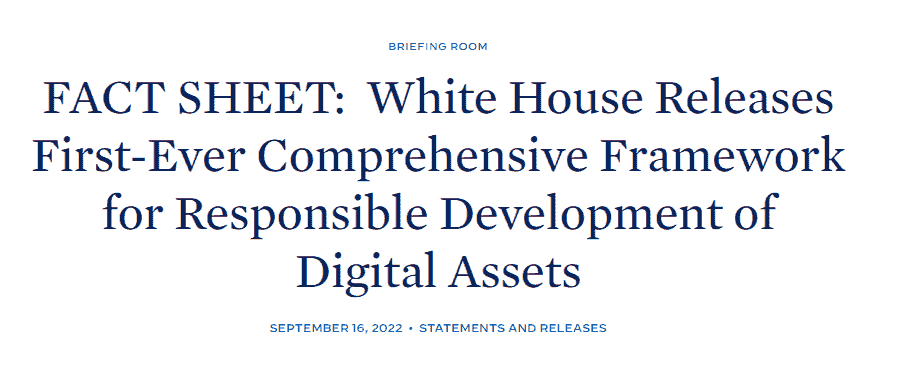 BRIEFING ROOM
FACT SHEET:  White House Releases
First-Ever Comprehensive Framework
for Responsible Development of
Digital Assets
SEPTEMBER 16, 2022 • STATEMENTS AND RELEASES